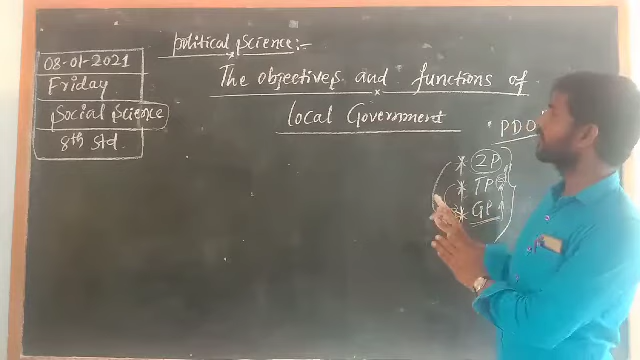 political science:-
08-01-2021
Friday
Social Science
8th Std.
The objectives and functions of
local Government
PDO
* ZP
* TP
* GP